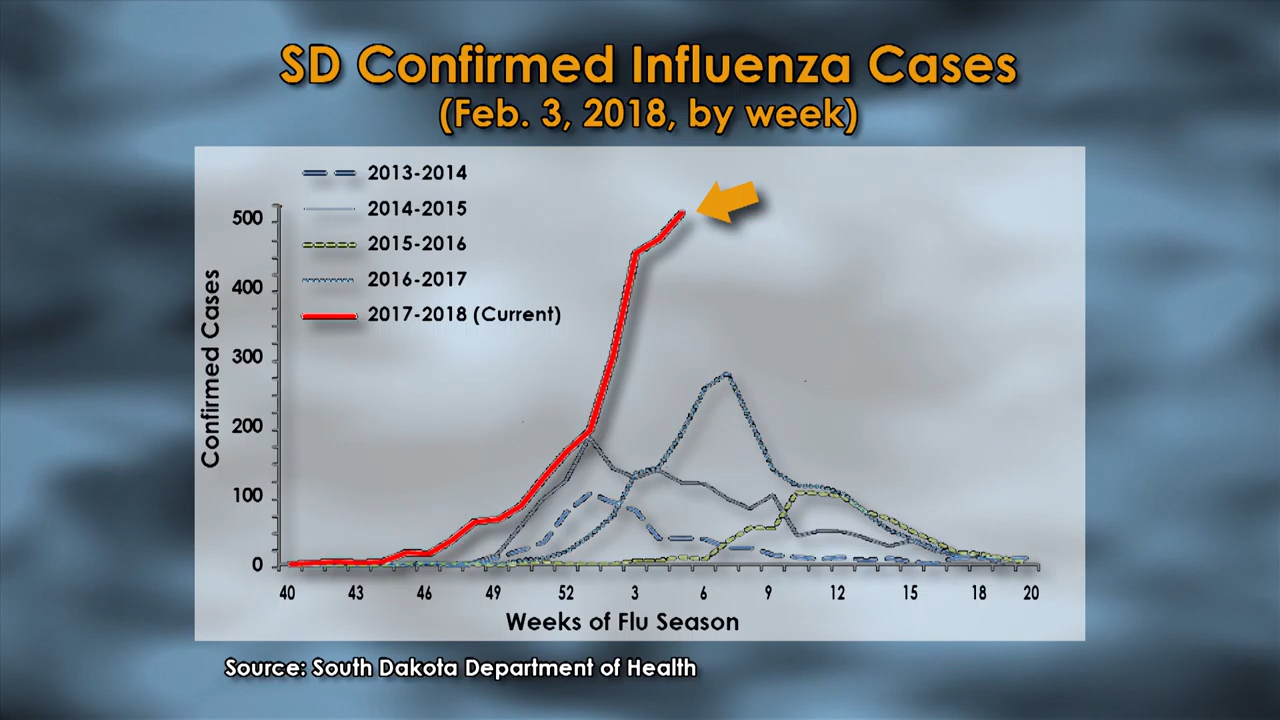 SD Confirmed Influenza Cases
(Feb. 3, 2018, by week)
2013-2014
2014-2015
2015-2016
2016-2017
2017-2018 (Current)
Confirmed Cases
500
400
300
200
100
0
40 43 46 49 52 3 6 9 12 15 18 20
Weeks of Flu Season
Source: South Dakota Department of Health